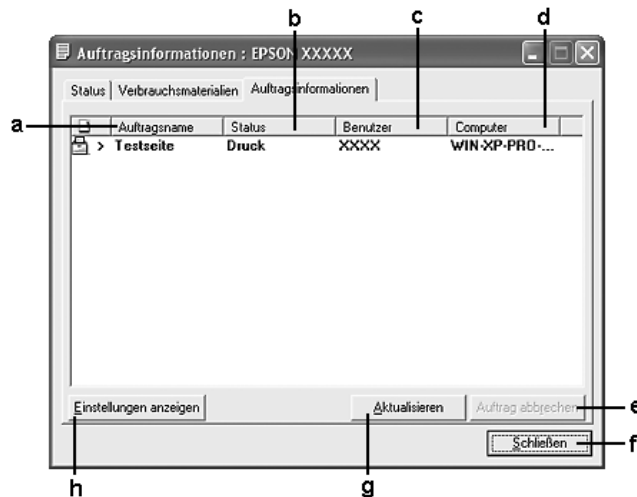 b c d
Auftragsinformationen : EPSON XXXXX
Status Verbrauchsmaterialien Auftragsinformationen
a Auftragsname Status Benutzer Computer
> Testseite Druck XXXX WIN-XP-PRO-...
Einstellungen anzeigen Aktualisieren Auftrag abbrechen e
Schließen f
h g